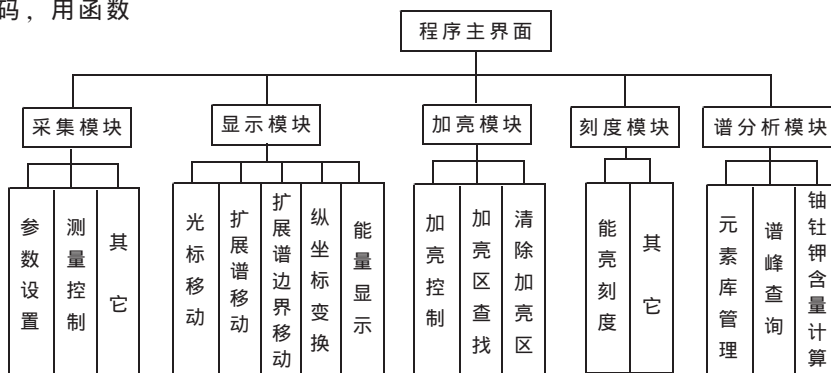 码，用函数
程序主界面
采集模块
显示模块
加亮模块
刻度模块
谱分析模块
参数设置
测量控制
其它
光标移动
扩展谱移动
扩展谱边界移动
纵坐标变换
能量显示
加亮控制
加亮区查找
清除加亮区
能亮刻度
其它
元素库管理
谱峰查询
铀钍钾含量计算